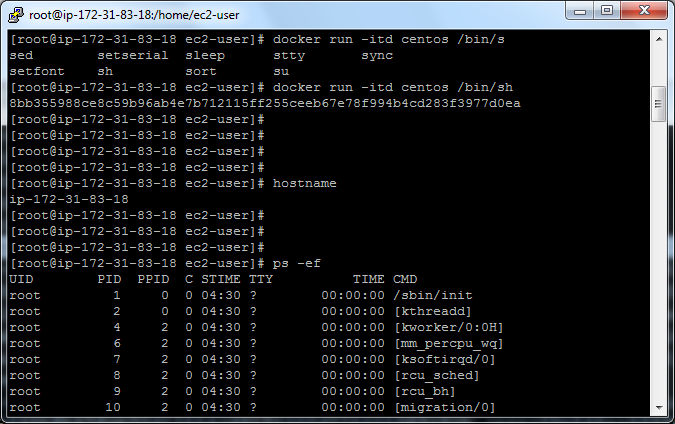 root@ip-172-31-83-18:/home/ec2-user
[root@ip-172-31-83-18 ec2-user]# docker run -itd centos /bin/s
sed        setserial  sleep      stty       sync
setfont    sh         sort       su
[root@ip-172-31-83-18 ec2-user]# docker run -itd centos /bin/sh
8bb355988ce8c59b96ab4e7b712115ff255ceeb67e78f994b4cd283f3977d0ea
[root@ip-172-31-83-18 ec2-user]#
[root@ip-172-31-83-18 ec2-user]#
[root@ip-172-31-83-18 ec2-user]#
[root@ip-172-31-83-18 ec2-user]#
[root@ip-172-31-83-18 ec2-user]# hostname
ip-172-31-83-18
[root@ip-172-31-83-18 ec2-user]#
[root@ip-172-31-83-18 ec2-user]#
[root@ip-172-31-83-18 ec2-user]#
[root@ip-172-31-83-18 ec2-user]# ps -ef
UID        PID  PPID  C STIME TTY          TIME CMD
root         1     0  0 04:30 ?        00:00:00 /sbin/init
root         2     0  0 04:30 ?        00:00:00 [kthreadd]
root         4     2  0 04:30 ?        00:00:00 [kworker/0:0H]
root         6     2  0 04:30 ?        00:00:00 [mm_percpu_wq]
root         7     2  0 04:30 ?        00:00:00 [ksoftirqd/0]
root         8     2  0 04:30 ?        00:00:00 [rcu_sched]
root         9     2  0 04:30 ?        00:00:00 [rcu_bh]
root        10     2  0 04:30 ?        00:00:00 [migration/0]